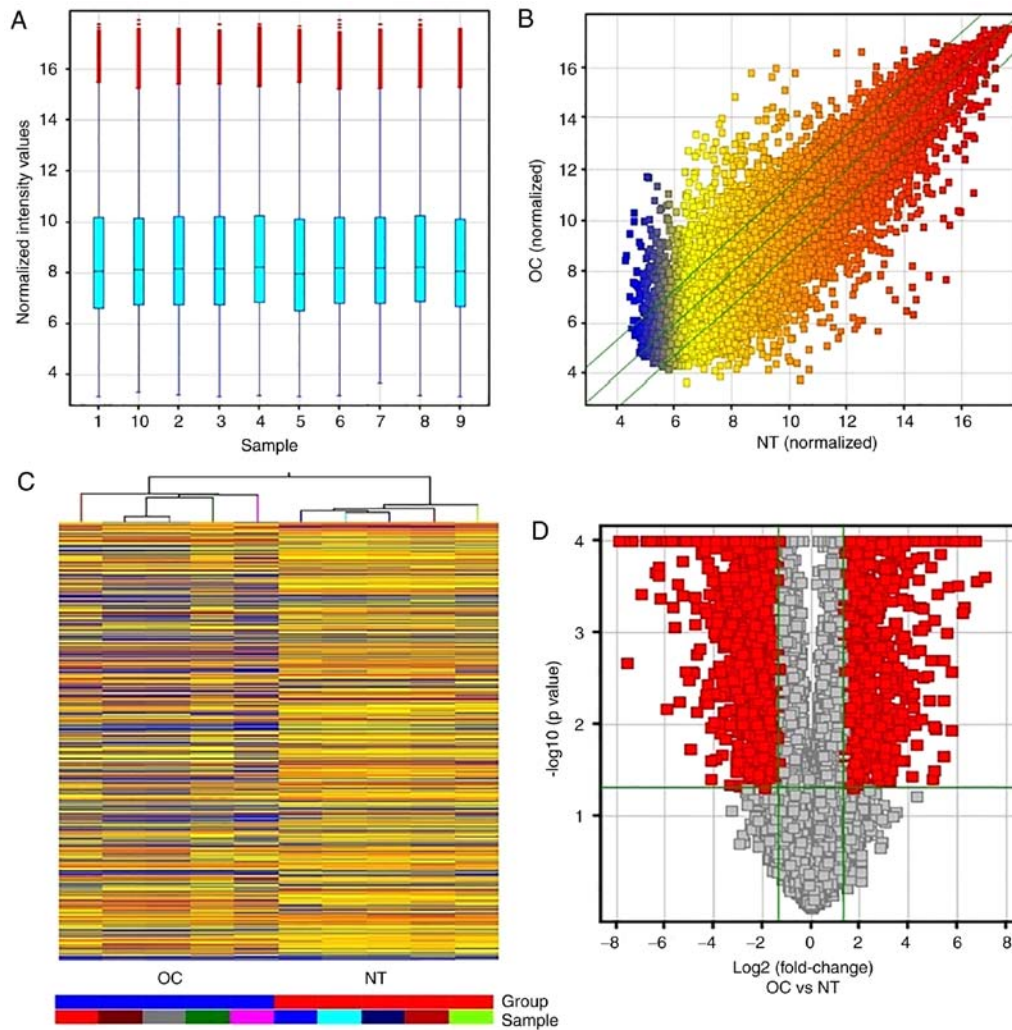 A
Normalized intensity values
16
14
12
10
8
6
4
1 10 2 3 4 5 6 7 8 9
Sample
B
OC (normalized)
16
14
12
10
8
6
4
4 6 8 10 12 14 16
NT (normalized)
C
OC NT
Group
Sample
D
-log10 (p value)
4
3
2
1
−8 −6 −4 −2 0 2 4 6 8
Log2 (fold-change)
OC vs NT